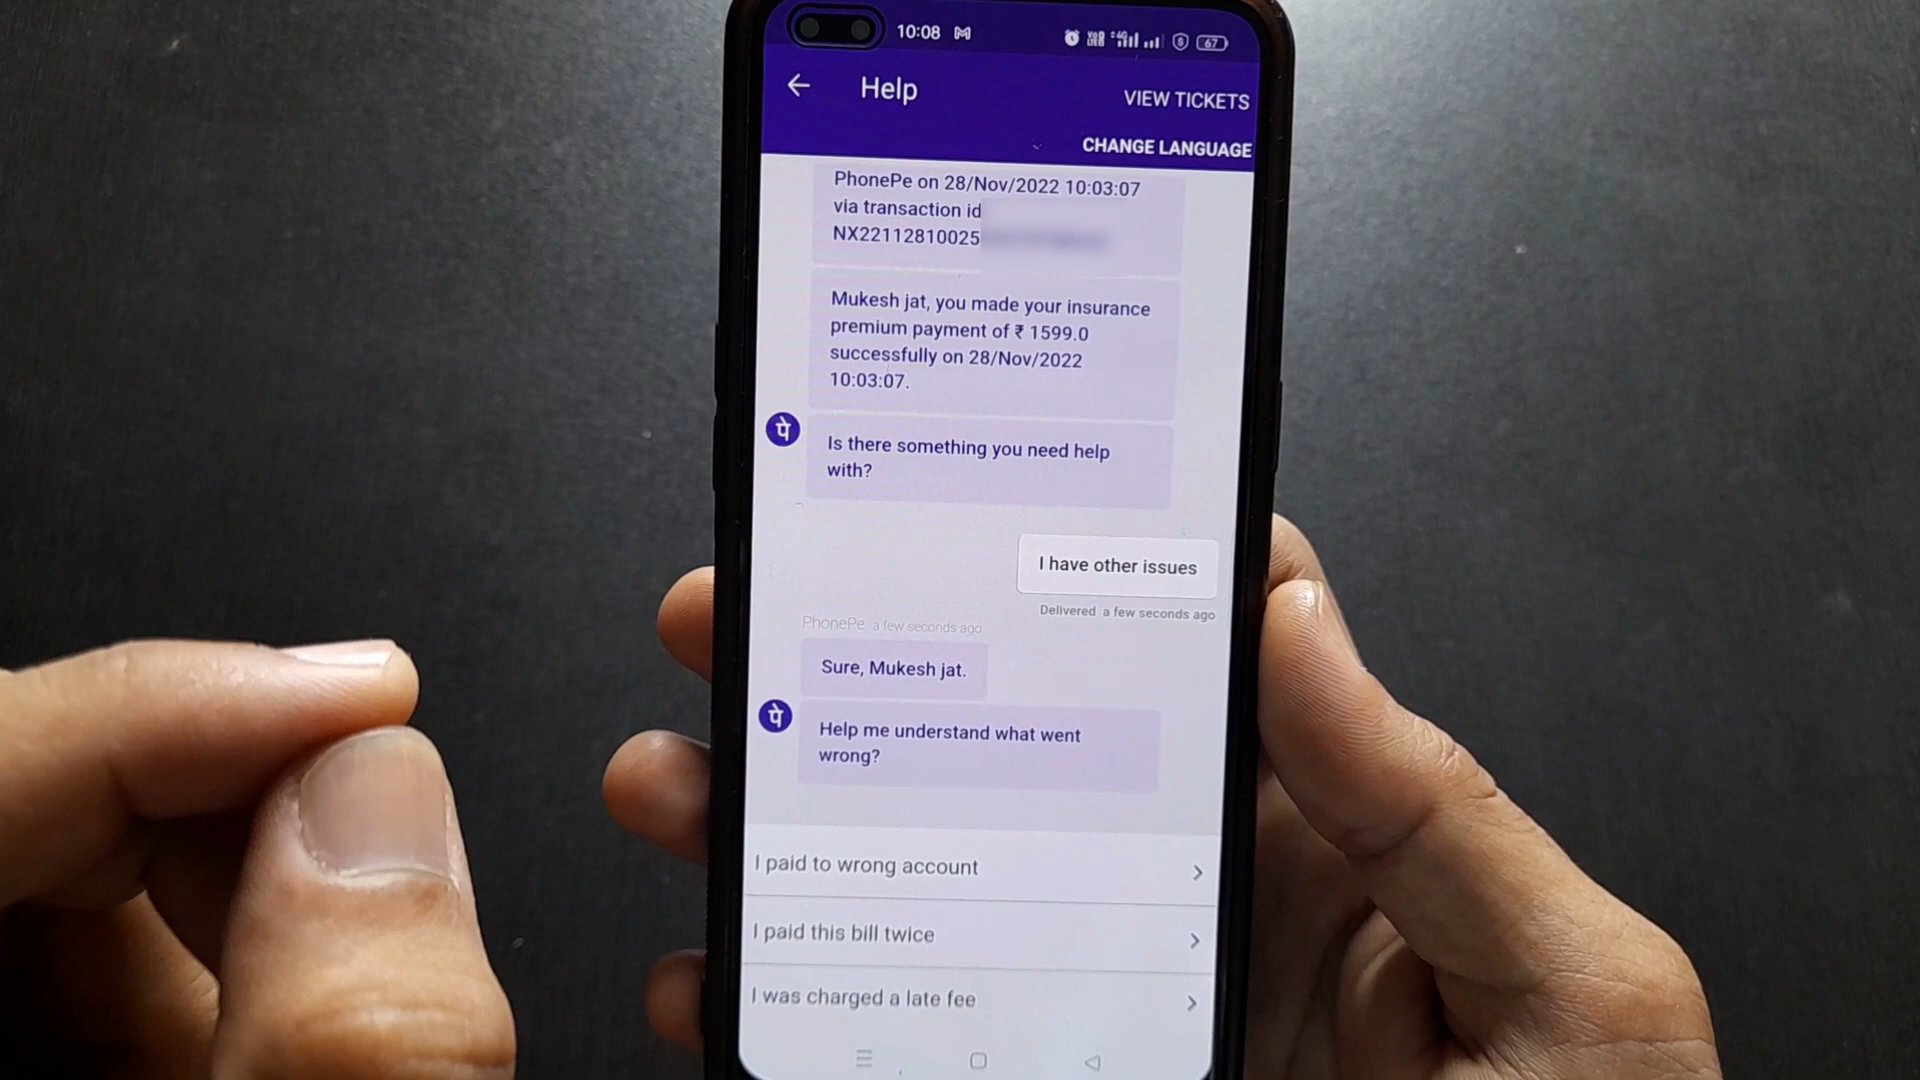 10:08
67
Help
VIEW TICKETS
CHANGE LANGUAGE
PhonePe on 28/Nov/2022 10:03:07
via transaction id
NX22112810025
Mukesh jat, you made your insurance
premium payment of ₹ 1599.0
successfully on 28/Nov/2022
10:03:07.
पे
Is there something you need help
with?
I have other issues
Delivered a few seconds ago
PhonePe a few seconds ago
Sure, Mukesh jat.
पे
Help me understand what went
wrong?
I paid to wrong account
I paid this bill twice
I was charged a late fee